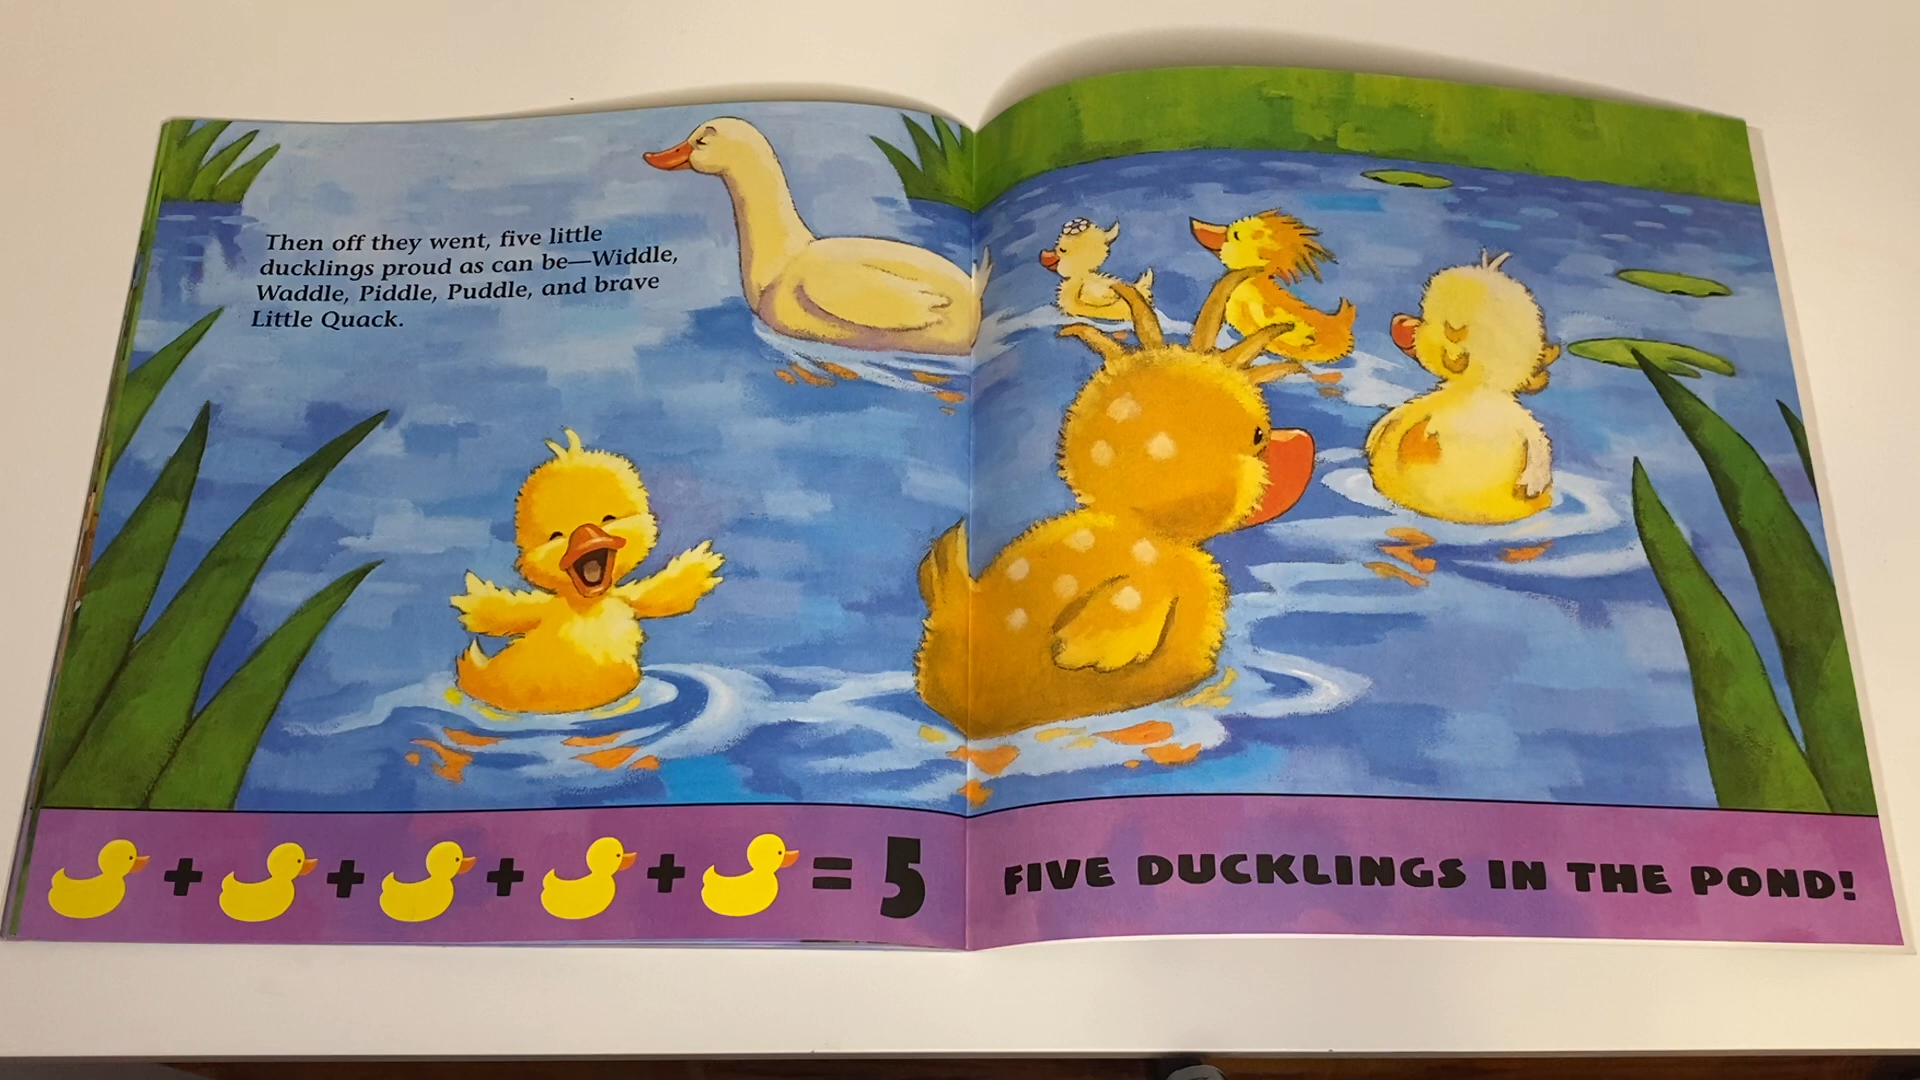 Then off they went, five little
ducklings proud as can be—Widdle,
Waddle, Piddle, Puddle, and brave
Little Quack.
+ + + + = 5
FIVE DUCKLINGS IN THE POND!